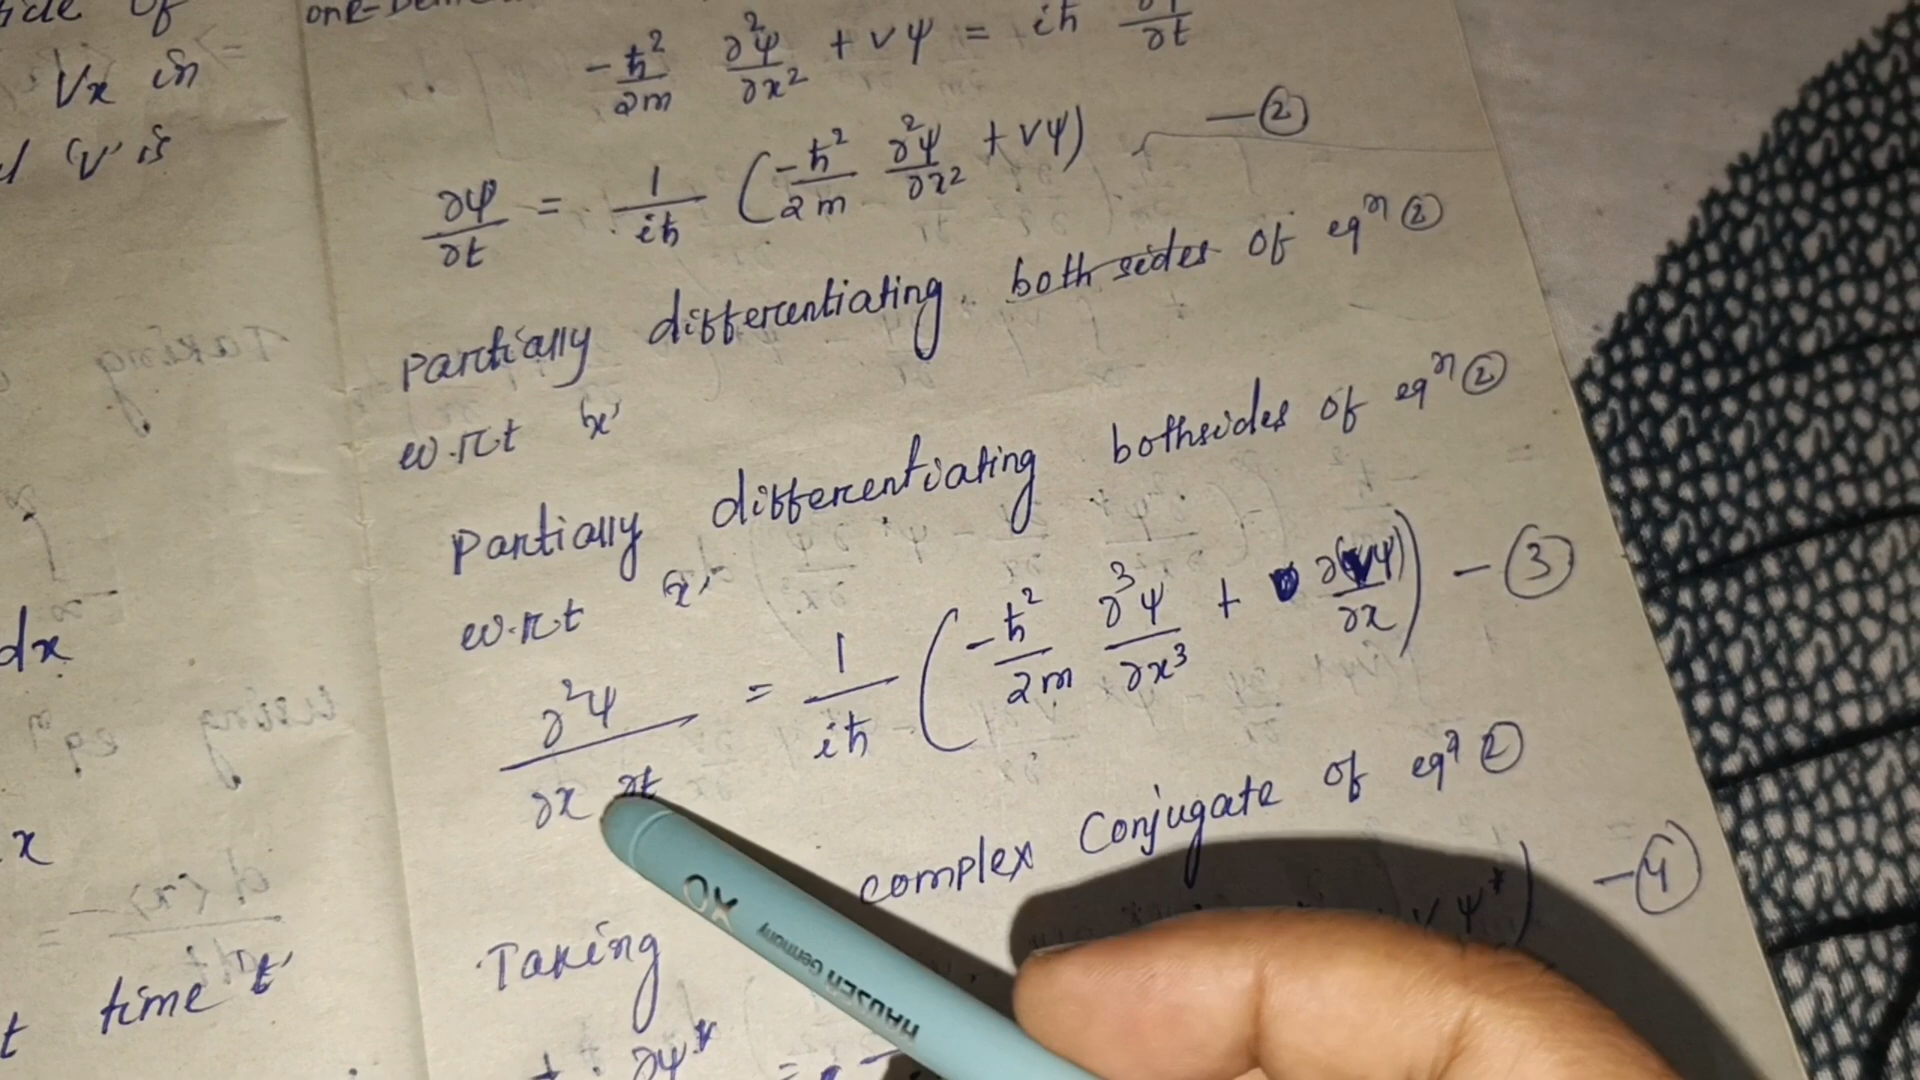 Vx in
'V' is
dx
x
time t'
-ħ²/2m ∂²ψ/∂x² + Vψ = iħ ∂ψ/∂t
∂ψ/∂t = 1/iħ (-ħ²/2m ∂²ψ/∂x² + Vψ) — ②
Partially differentiating both sides of eqⁿ ②
w.r.t 'x'
Partially differentiating bothsides of eqⁿ ②
w.r.t 'x'
∂²ψ/∂x ∂t = 1/iħ (-ħ²/2m ∂³ψ/∂x³ + ∂(Vψ)/∂x) — ③
Taking complex Conjugate of eqⁿ ②
∂ψ* = Vψ*) — ④
XO
HAUSER Germany